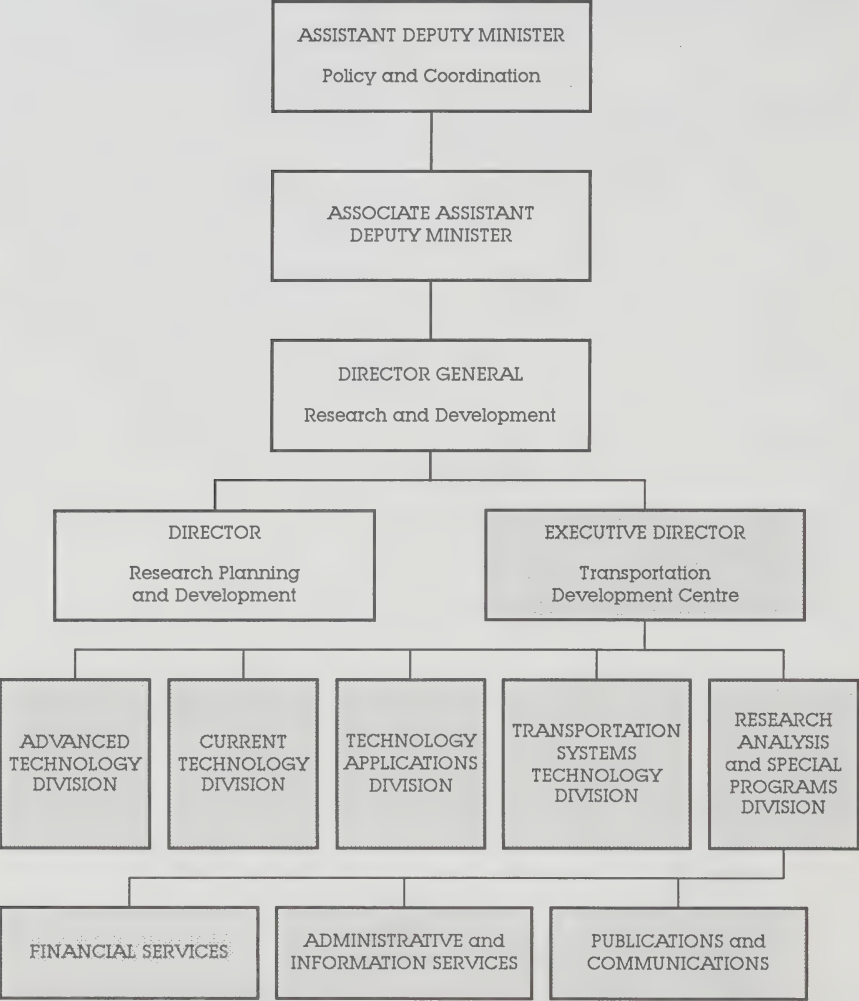 ASSISTANT DEPUTY MINISTER
Policy and Coordination
ASSOCIATE ASSISTANT
DEPUTY MINISTER
DIRECTOR GENERAL
Research and Development
DIRECTOR
Research Planning
and Development
EXECUTIVE DIRECTOR
Transportation
Development Centre
ADVANCED
TECHNOLOGY
DIVISION
CURRENT
TECHNOLOGY
DIVISION
TECHNOLOGY
APPLICATIONS
DIVISION
TRANSPORTATION
SYSTEMS
TECHNOLOGY
DIVISION
RESEARCH
ANALYSIS
and SPECIAL
PROGRAMS
DIVISION
FINANCIAL SERVICES
ADMINISTRATIVE and
INFORMATION SERVICES
PUBLICATIONS and
COMMUNICATIONS